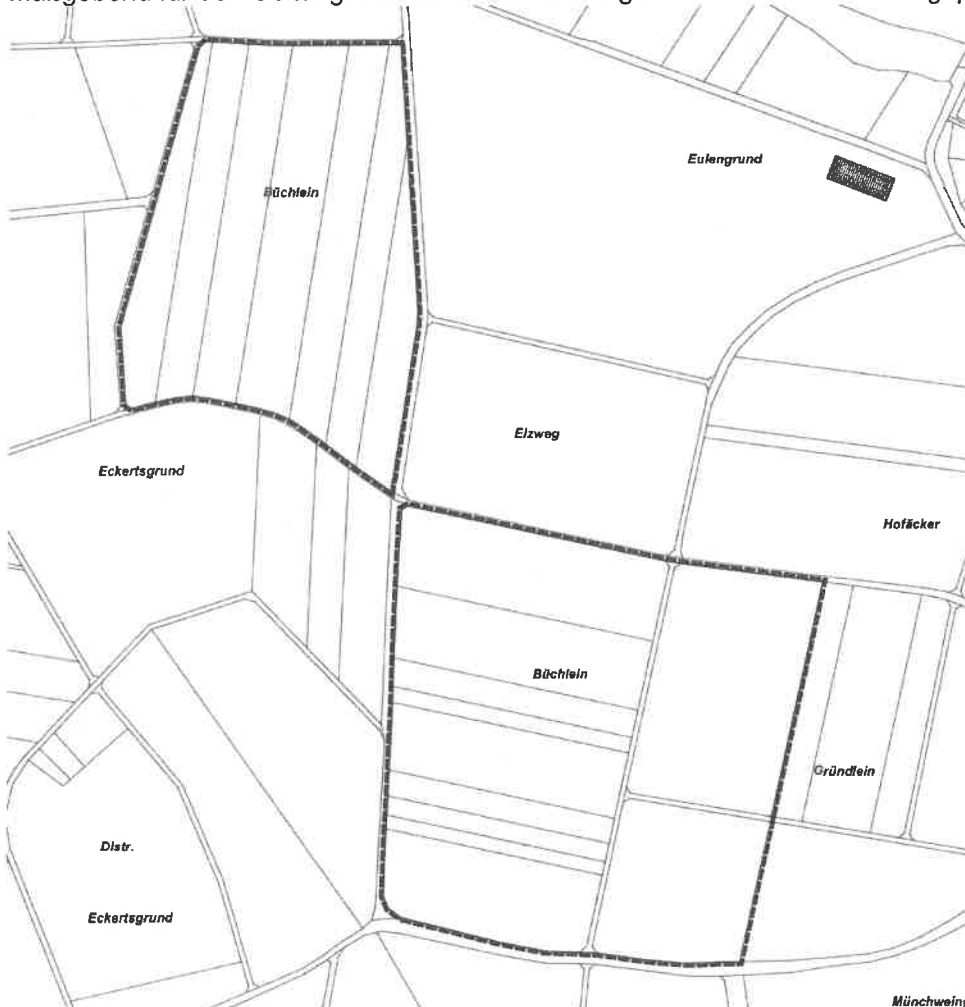 Eulengrund
Büchlein
Elzweg
Eckertsgrund
Hofäcker
Büchlein
Gründlein
Distr.
Eckertsgrund